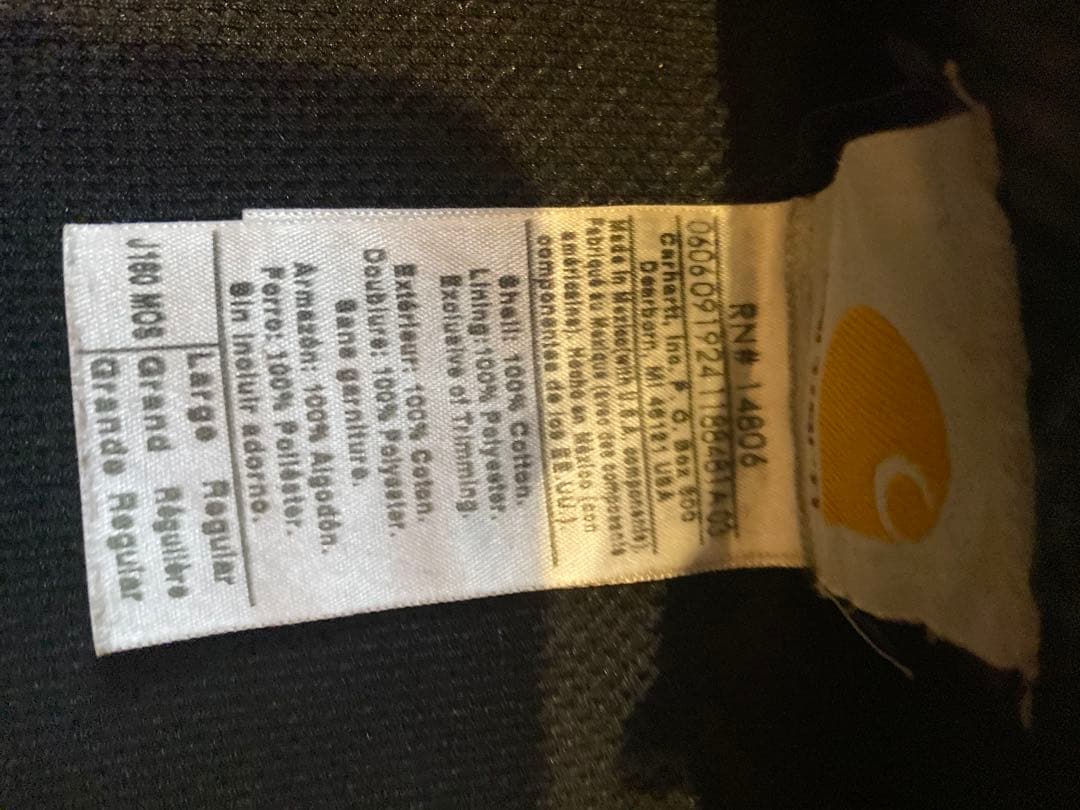 RN# 14806
Carhartt, Inc. P. O. Box 600
Dearborn, MI 48121 USA
Made in Mexico (with U.S.A. components).
Fabriqué au Mexique (avec des composants
américains). Hecho en México (con
componentes de los EE.UU.).
Shell: 100% Cotton.
Lining: 100% Polyester.
Exclusive of Trimming.
Extérieur: 100% Coton.
Doublure: 100% Polyester.
Sans garniture.
Armazón: 100% Algodón.
Forro: 100% Poliéster.
Sin incluir adorno.
Large Regular
J160 MOS Grand Régulière
Grande Regular